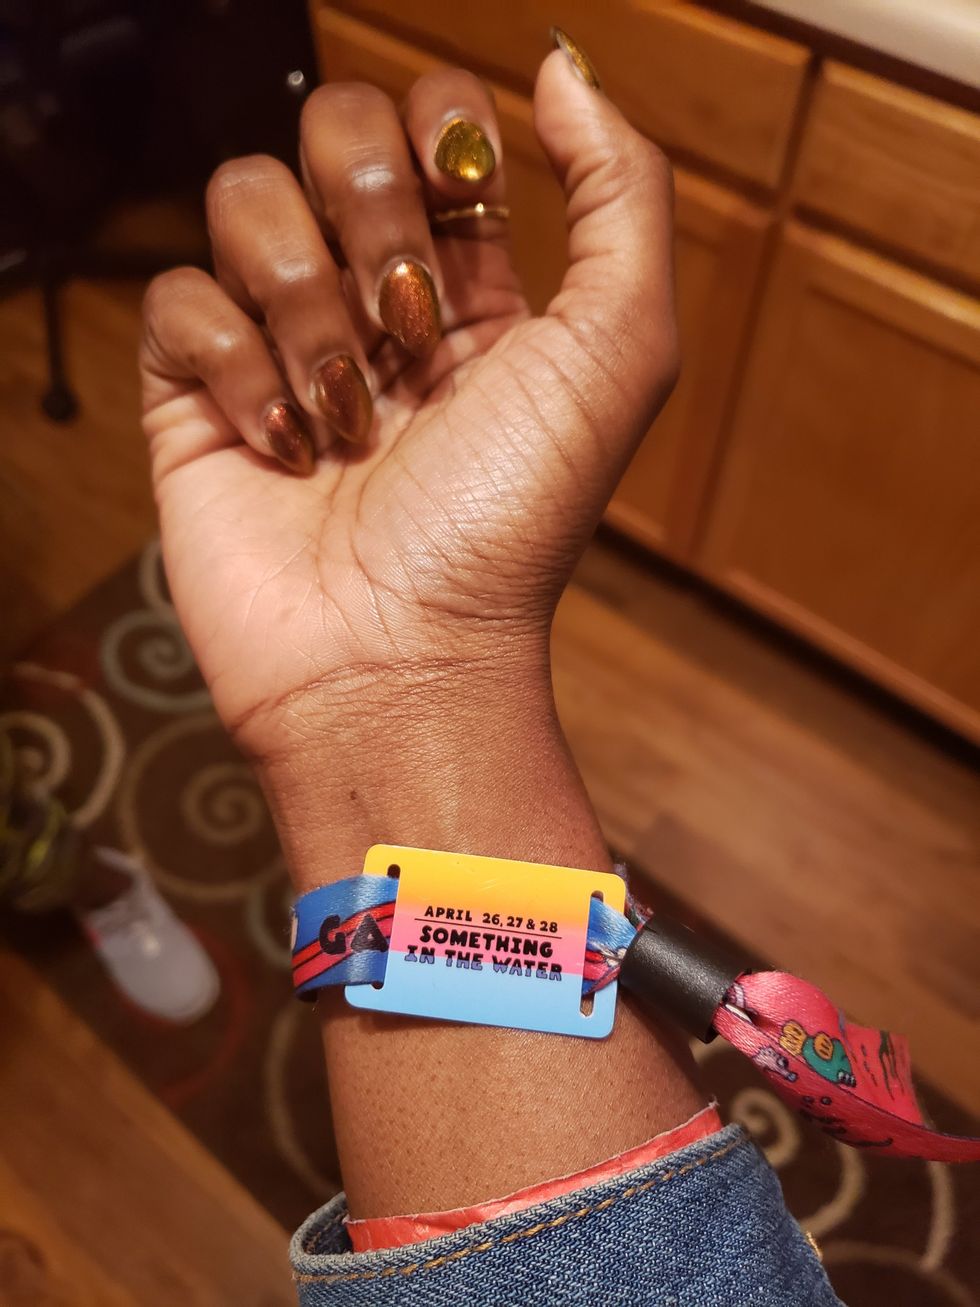 GA
APRIL 26, 27 & 28
SOMETHING
IN THE WATER